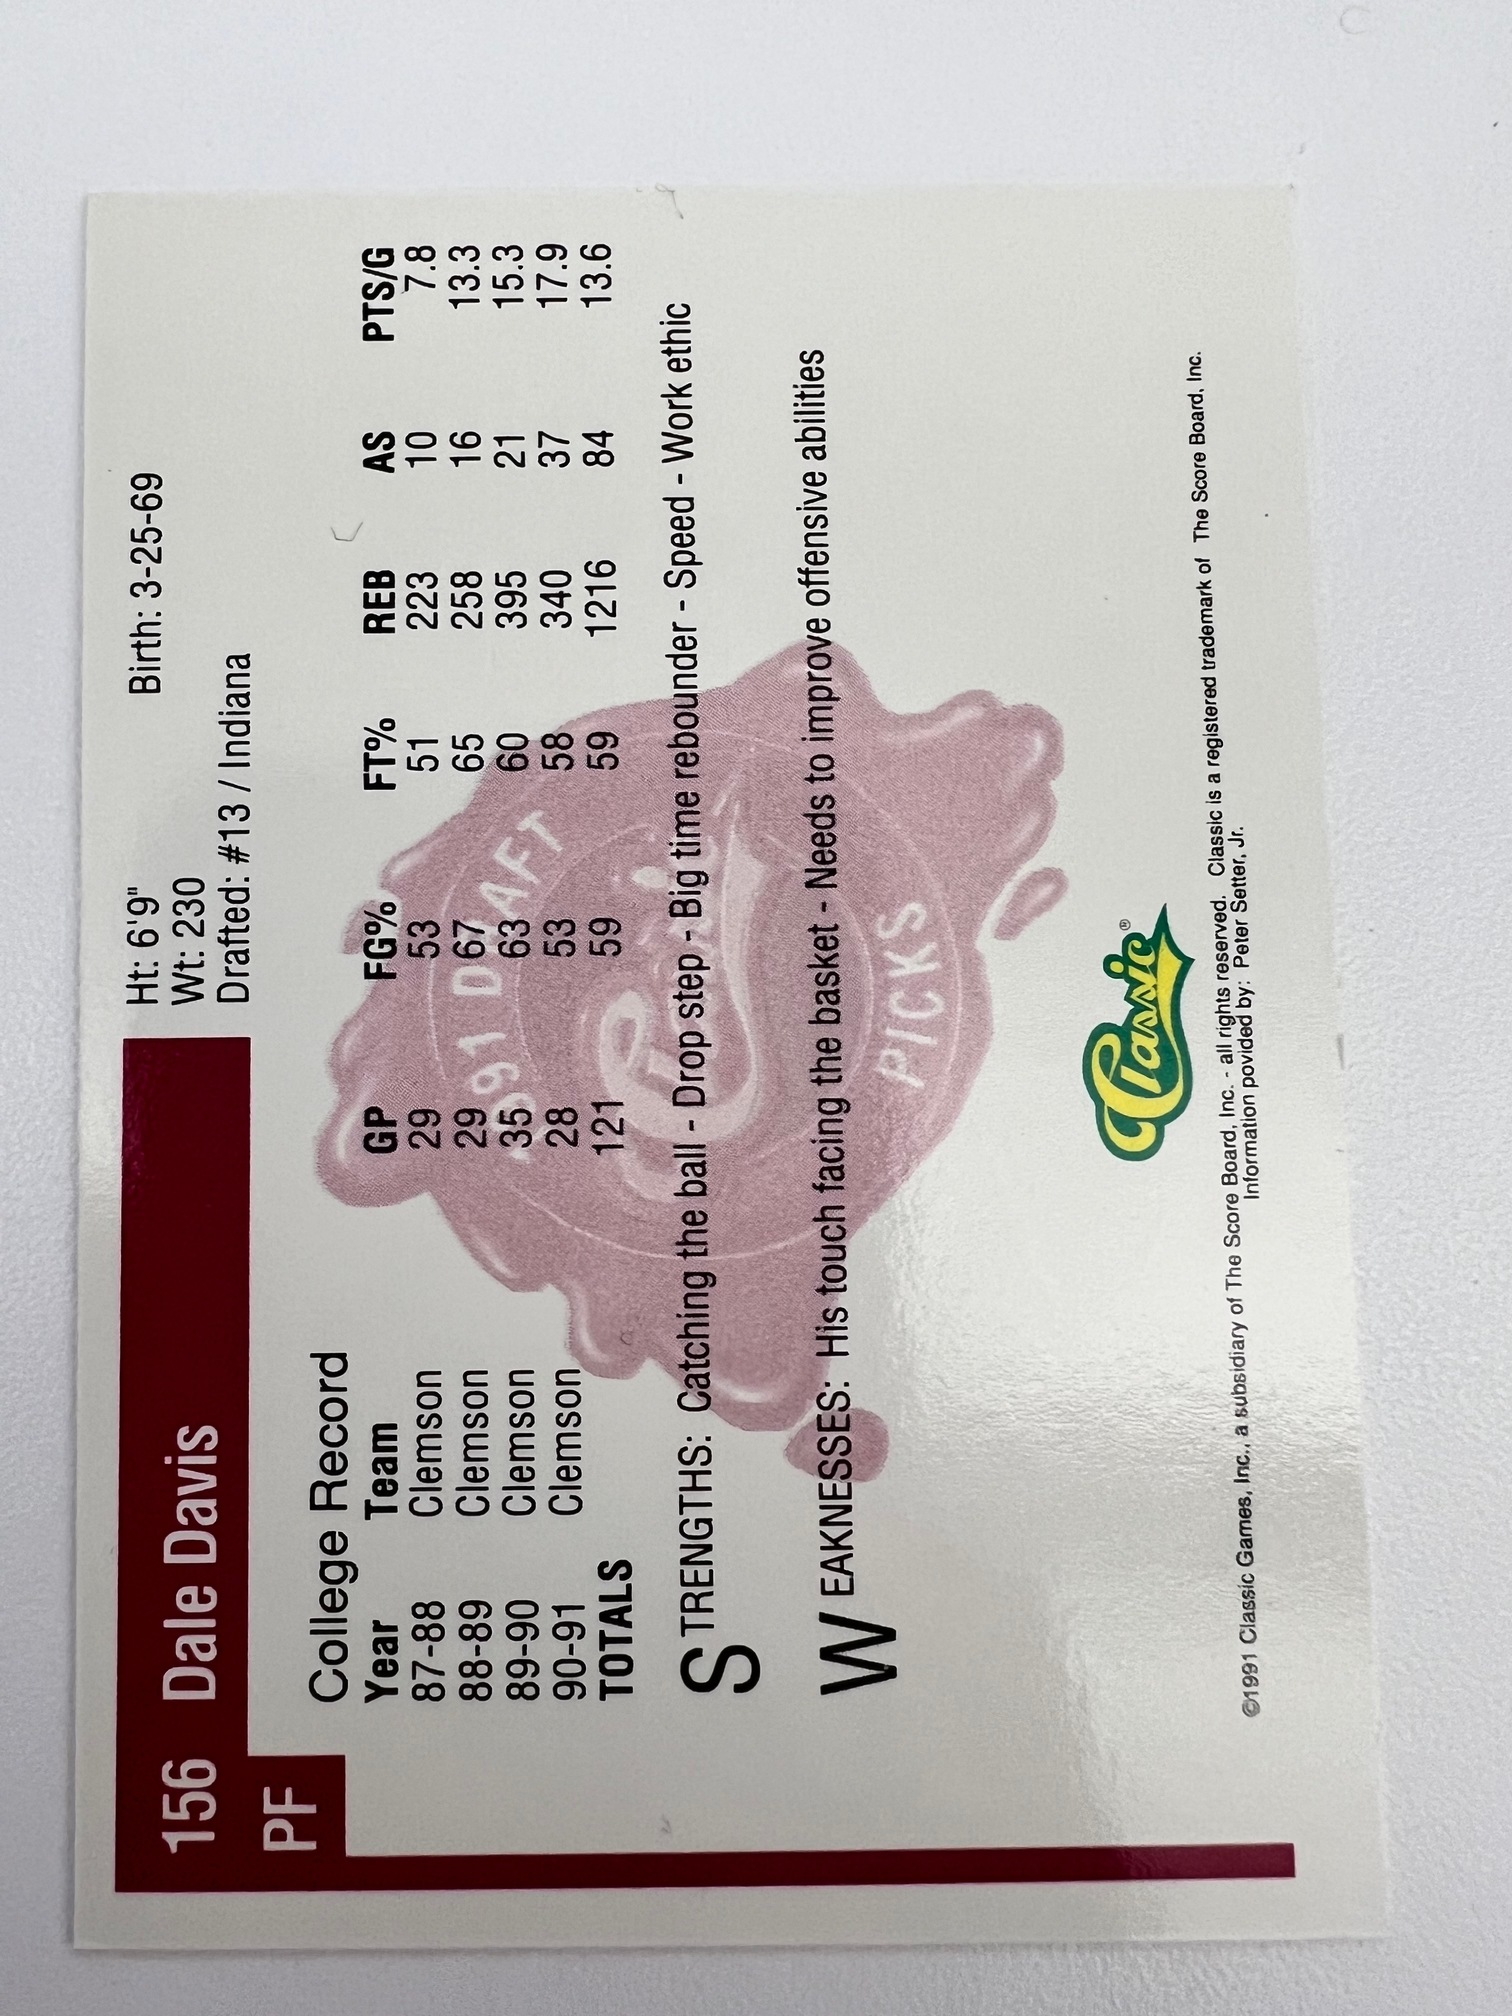 156 Dale Davis
PF
Ht: 6'9" Birth: 3-25-69
Wt: 230
Drafted: #13 / Indiana
College Record
Year Team GP FG% FT% REB AS PTS/G
87-88 Clemson 29 53 51 223 10 7.8
88-89 Clemson 29 67 65 258 16 13.3
89-90 Clemson 35 63 60 395 21 15.3
90-91 Clemson 28 53 58 340 37 17.9
TOTALS 121 59 59 1216 84 13.6
STRENGTHS: Catching the ball - Drop step - Big time rebounder - Speed - Work ethic
WEAKNESSES: His touch facing the basket - Needs to improve offensive abilities
91 DRAFT
PICKS
Classic®
©1991 Classic Games, Inc., a subsidiary of The Score Board, Inc. - all rights reserved. Classic is a registered trademark of The Score Board, Inc.
Information povided by: Peter Setter, Jr.